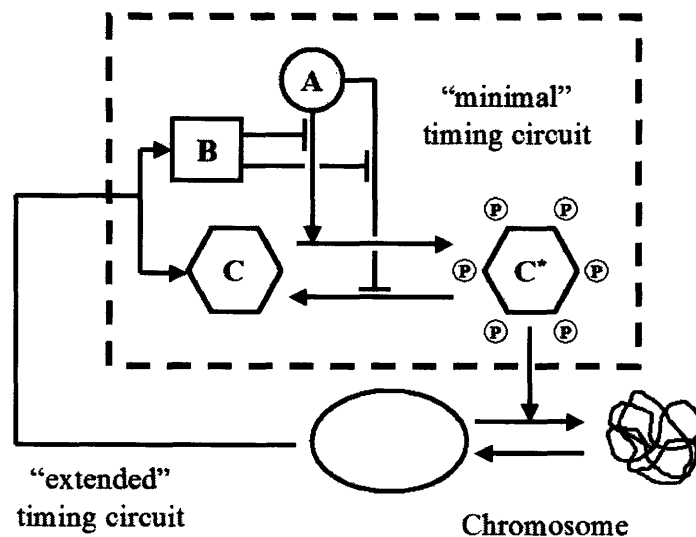 A
“minimal”
timing circuit
B
P
P
C
P
C*
P
P
P
“extended”
timing circuit
Chromosome